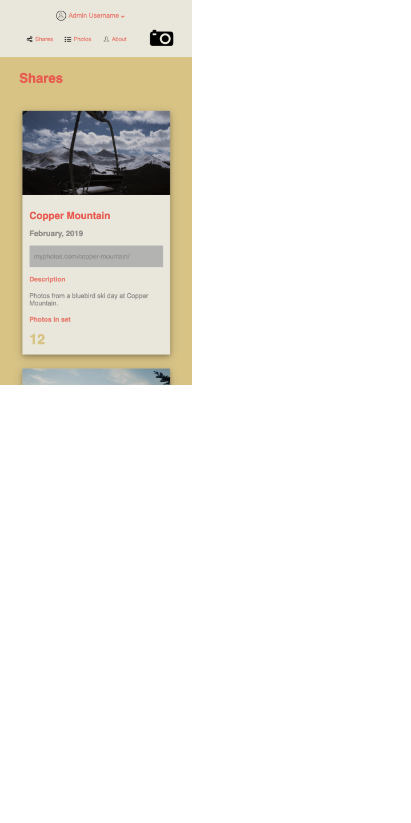 Admin Username
Shares Photos About
Shares
Copper Mountain
February, 2019
myphotos.com/copper-mountain/
Description
Photos from a bluebird ski day at Copper
Mountain.
Photos in set
12